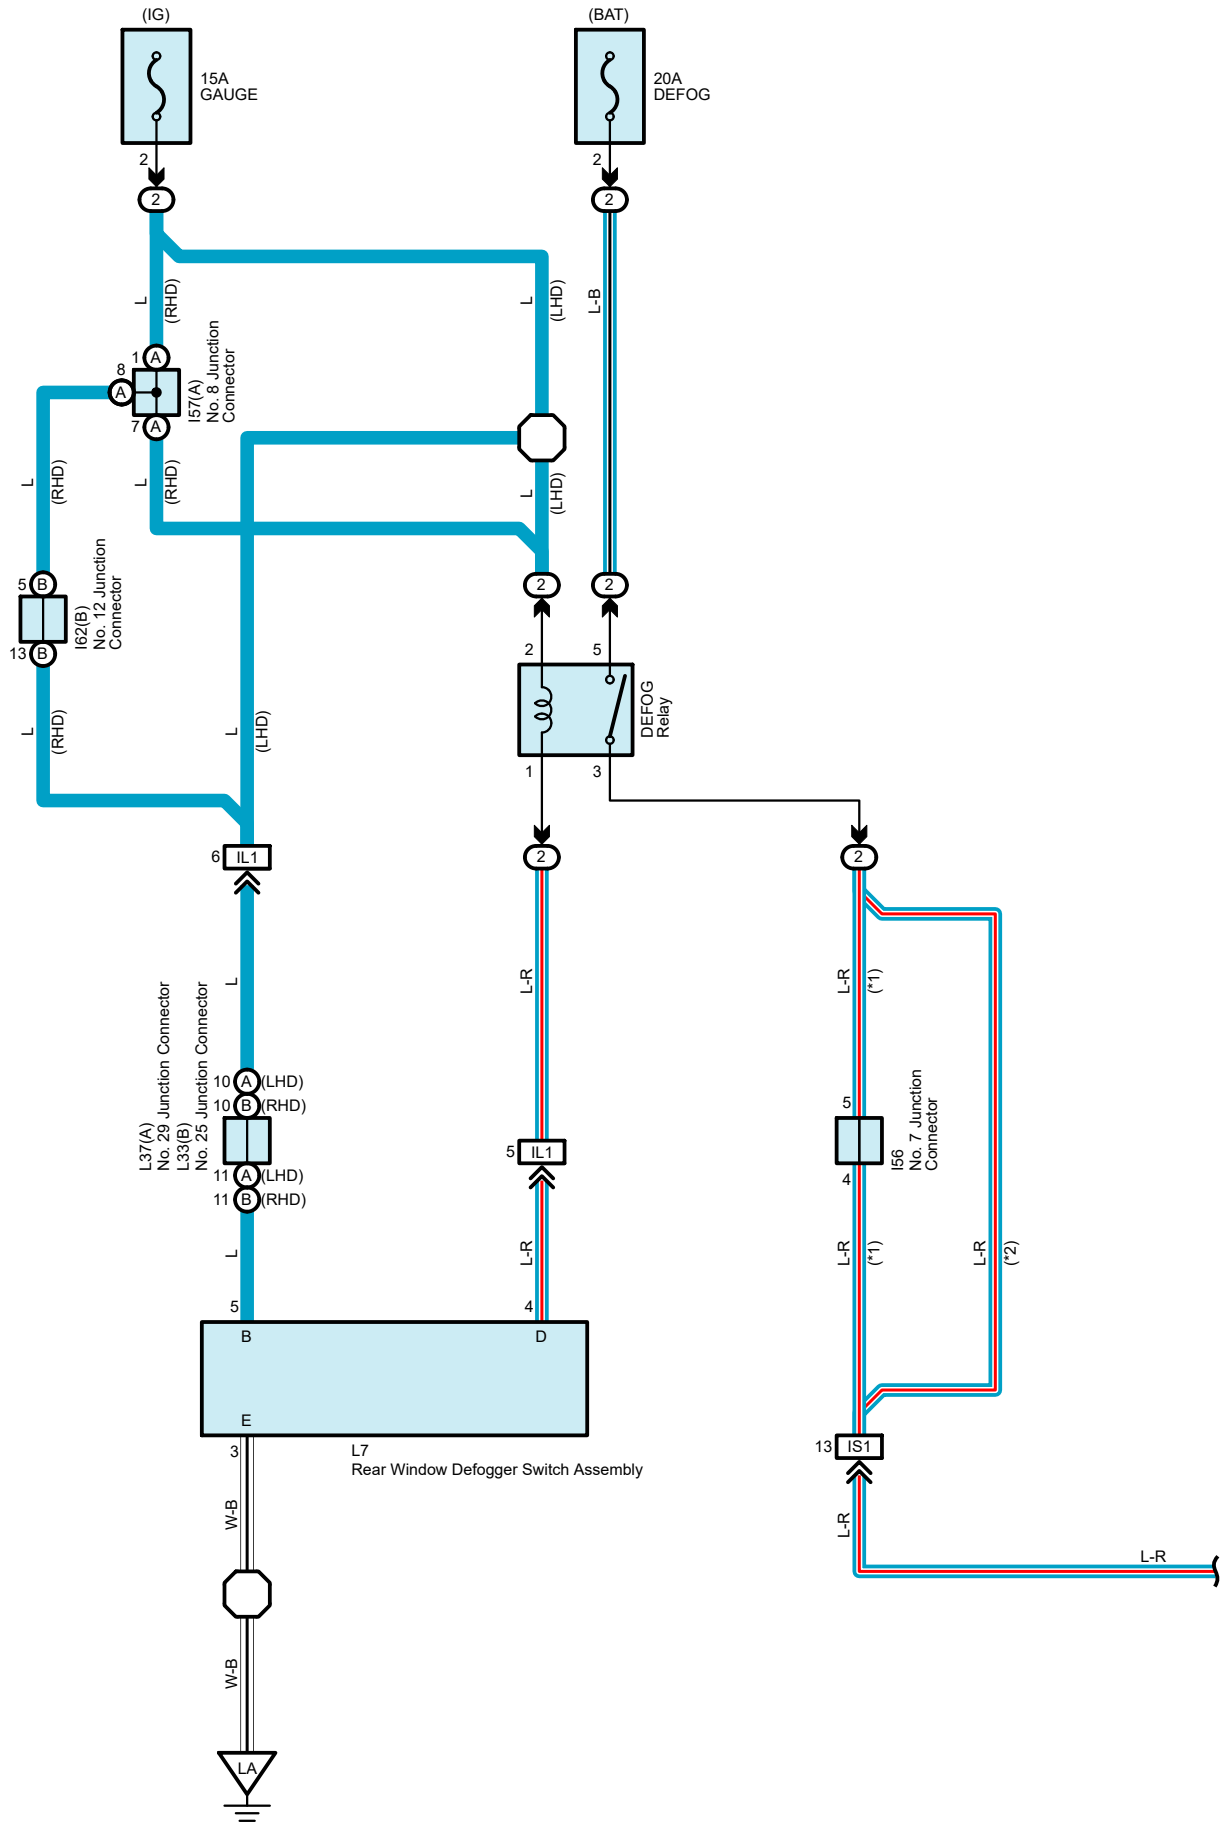 (IG)
(BAT)
15A
GAUGE
20A
DEFOG
2
2
2
2
L
(RHD)
L
(LHD)
L-B
1
A
8
A
7
A
I57(A)
No. 8 Junction
Connector
L
(RHD)
L
(RHD)
L
(LHD)
5
B
13
B
I62(B)
No. 12 Junction
Connector
2
2
2
5
DEFOG
Relay
1
3
L
(RHD)
L
(LHD)
6
IL1
2
2
L
L-R
L-R
(*1)
L37(A)
No. 29 Junction Connector
L33(B)
No. 25 Junction Connector
10
A
(LHD)
10
B
(RHD)
11
A
(LHD)
11
B
(RHD)
5
IL1
5
4
I56
No. 7 Junction
Connector
L
L-R
L-R
(*1)
L-R
(*2)
5
4
B
D
E
3
L7
Rear Window Defogger Switch Assembly
13
IS1
W-B
L-R
L-R
W-B
LA